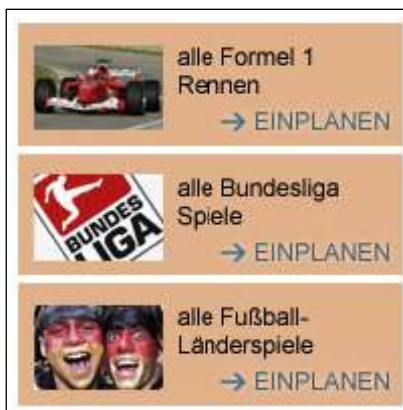 alle Formel 1
Rennen
→ EINPLANEN
alle Bundesliga
Spiele
→ EINPLANEN
BUNDES
LIGA
alle Fußball-
Länderspiele
→ EINPLANEN